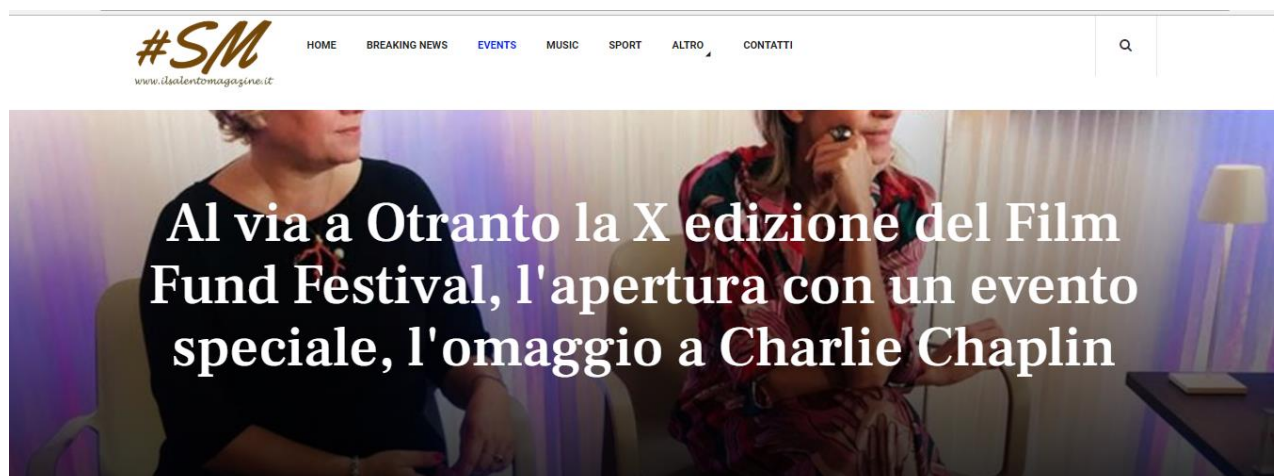 #SM
www.ilsalentomagazine.it
HOME BREAKING NEWS EVENTS MUSIC SPORT ALTRO CONTATTI
Al via a Otranto la X edizione del Film
Fund Festival, l'apertura con un evento
speciale, l'omaggio a Charlie Chaplin